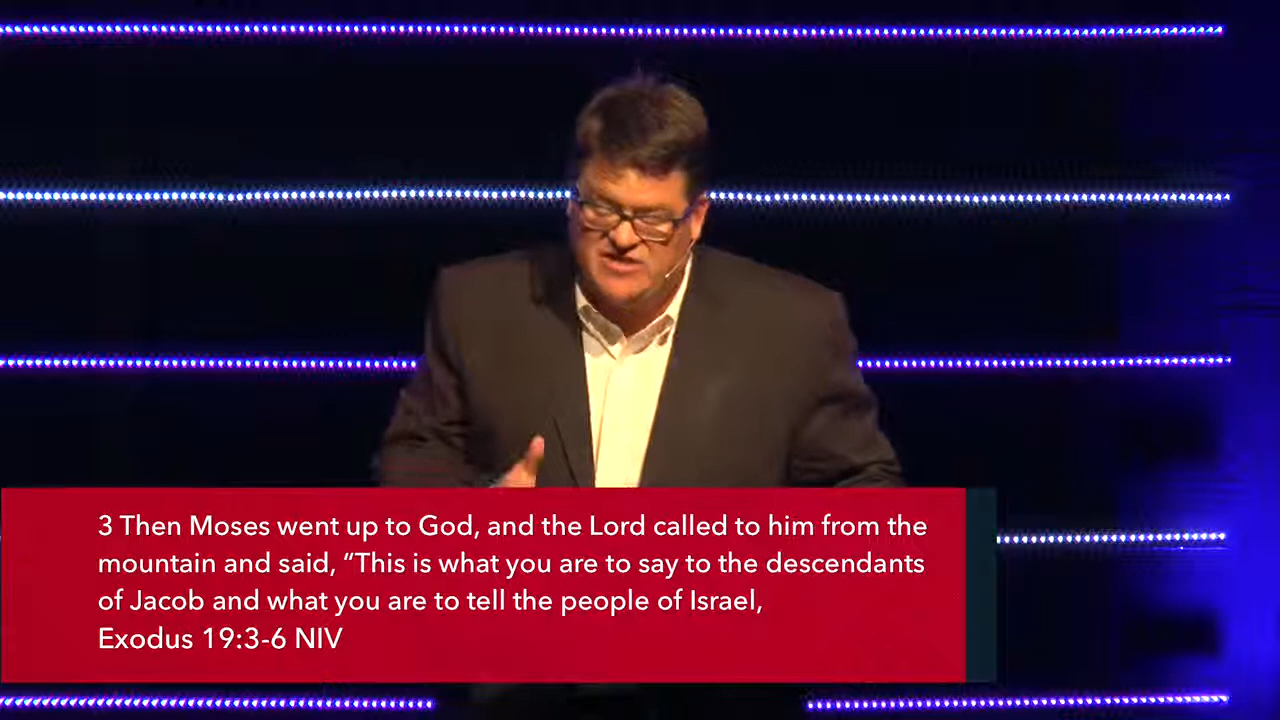 3 Then Moses went up to God, and the Lord called to him from the
mountain and said, “This is what you are to say to the descendants
of Jacob and what you are to tell the people of Israel,
Exodus 19:3-6 NIV